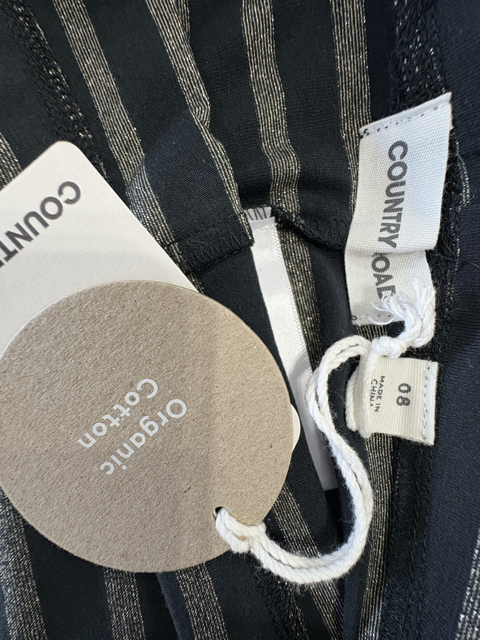 COUNTRY ROAD
08
MADE IN
CHINA
COUNT
Organic
Cotton